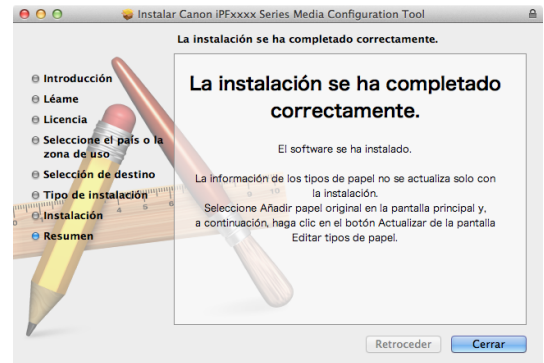 Instalar Canon iPFxxxx Series Media Configuration Tool
La instalación se ha completado correctamente.
Introducción
Léame
Licencia
Seleccione el país o la
zona de uso
Selección de destino
Tipo de instalación
Instalación
Resumen
La instalación se ha completado
correctamente.
El software se ha instalado.
La información de los tipos de papel no se actualiza solo con
la instalación.
Seleccione Añadir papel original en la pantalla principal y,
a continuación, haga clic en el botón Actualizar de la pantalla
Editar tipos de papel.
Retroceder
Cerrar